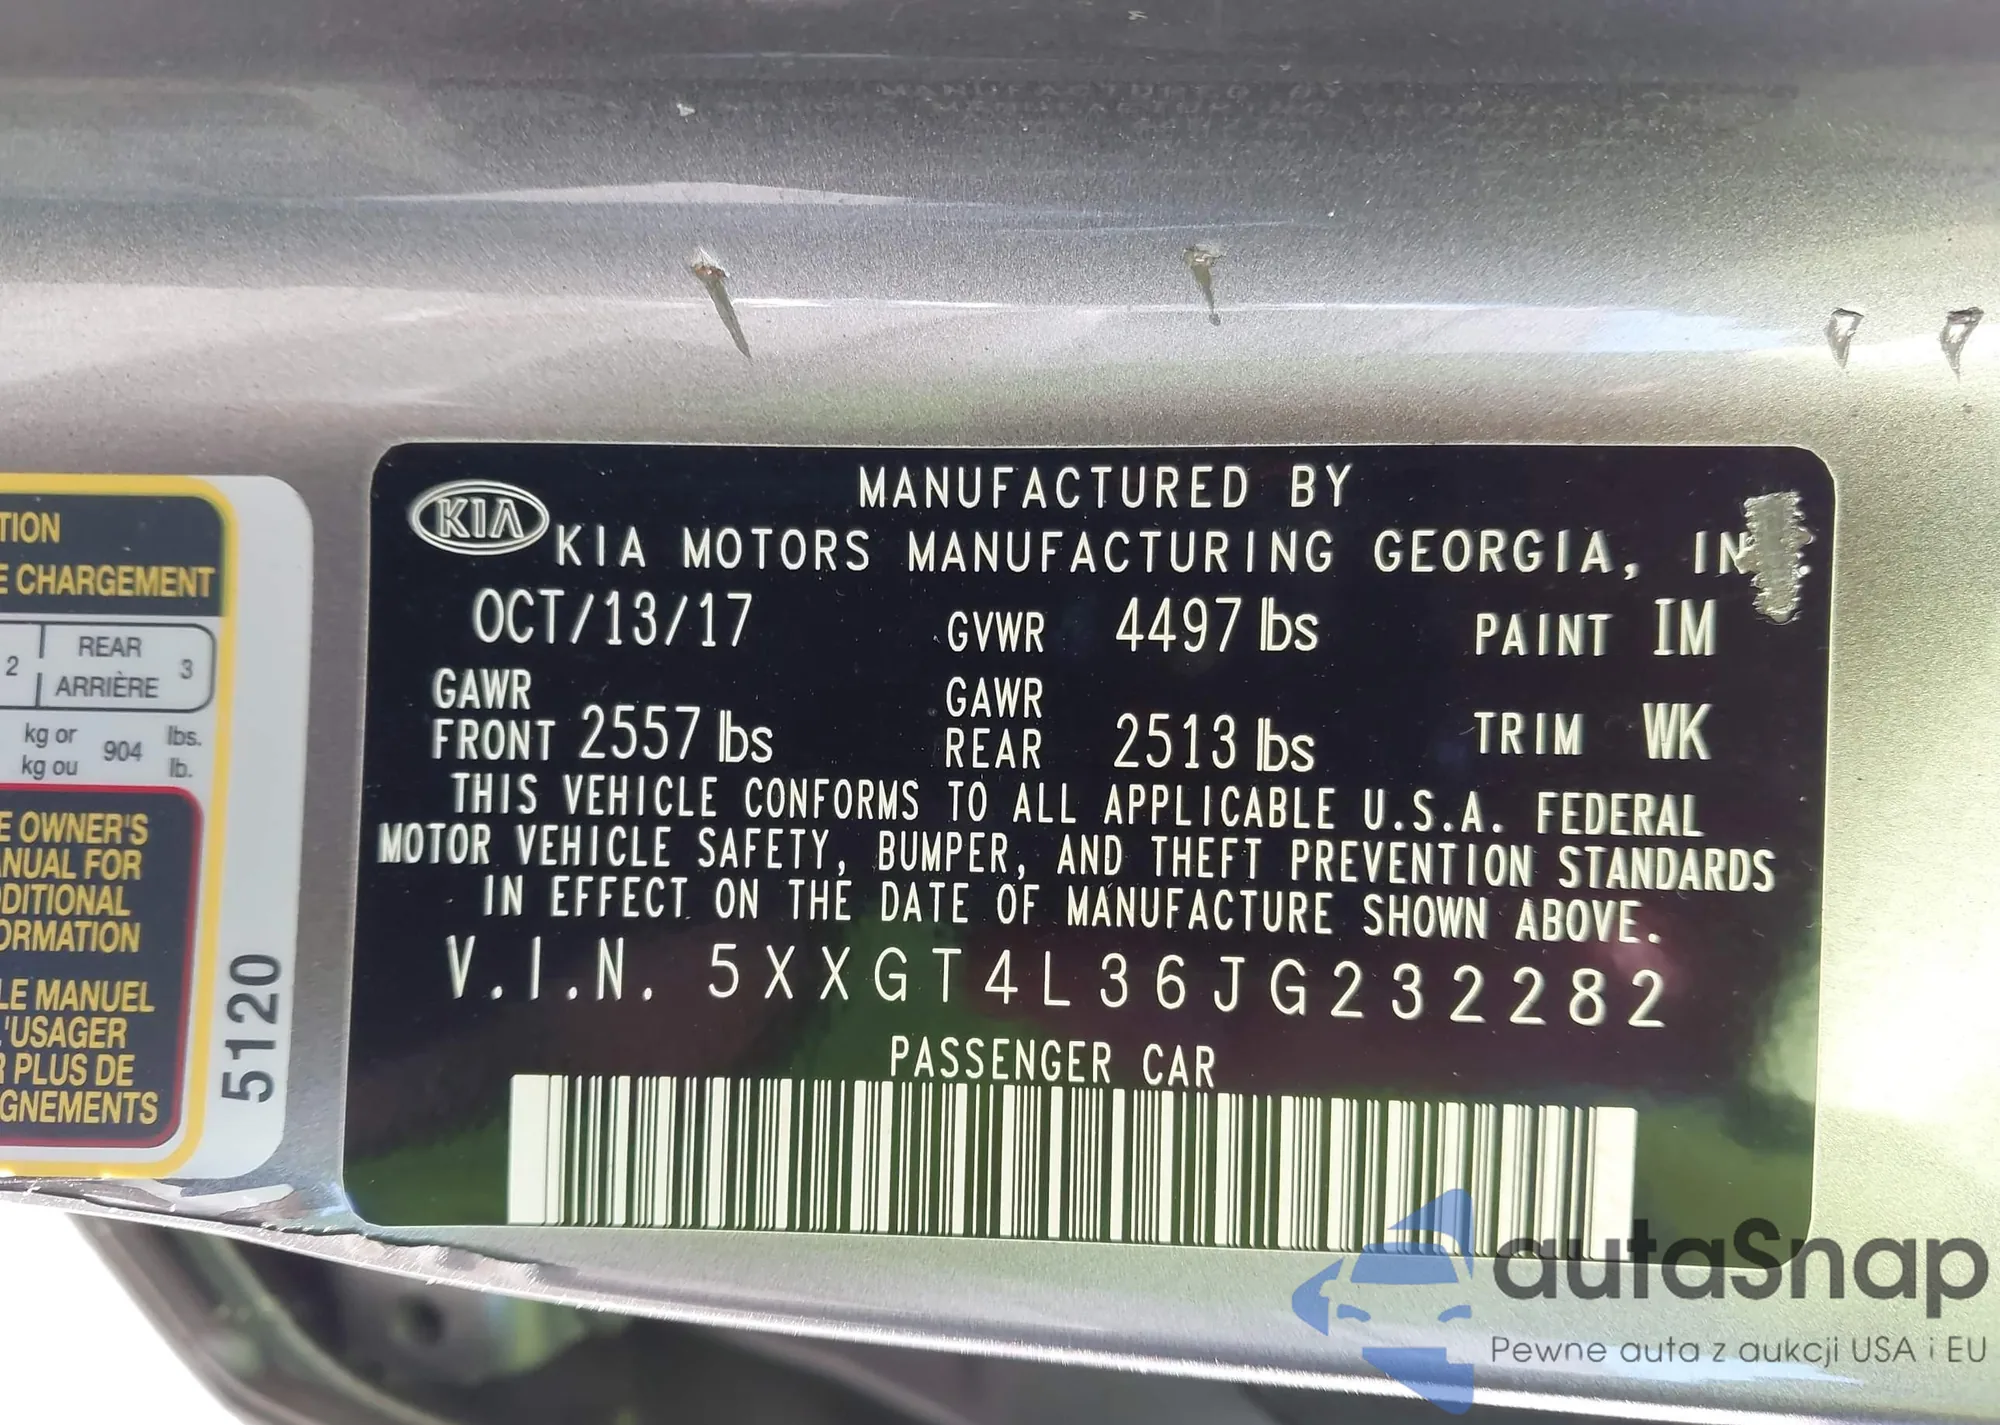 TION
E CHARGEMENT
2 REAR 3
ARRIÈRE
kg or 904 lbs.
kg ou lb.
E OWNER'S
ANUAL FOR
DDITIONAL
ORMATION
LE MANUEL
L'USAGER
R PLUS DE
GNEMENTS
5120
KIA
MANUFACTURED BY
KIA MOTORS MANUFACTURING GEORGIA, IN
OCT/13/17 GVWR 4497 lbs PAINT IM
GAWR FRONT 2557 lbs GAWR REAR 2513 lbs TRIM WK
THIS VEHICLE CONFORMS TO ALL APPLICABLE U.S.A. FEDERAL
MOTOR VEHICLE SAFETY, BUMPER, AND THEFT PREVENTION STANDARDS
IN EFFECT ON THE DATE OF MANUFACTURE SHOWN ABOVE.
V.I.N. 5XXGT4L36JG232282
PASSENGER CAR
autaSnap
Pewne auta z aukcji USA i EU